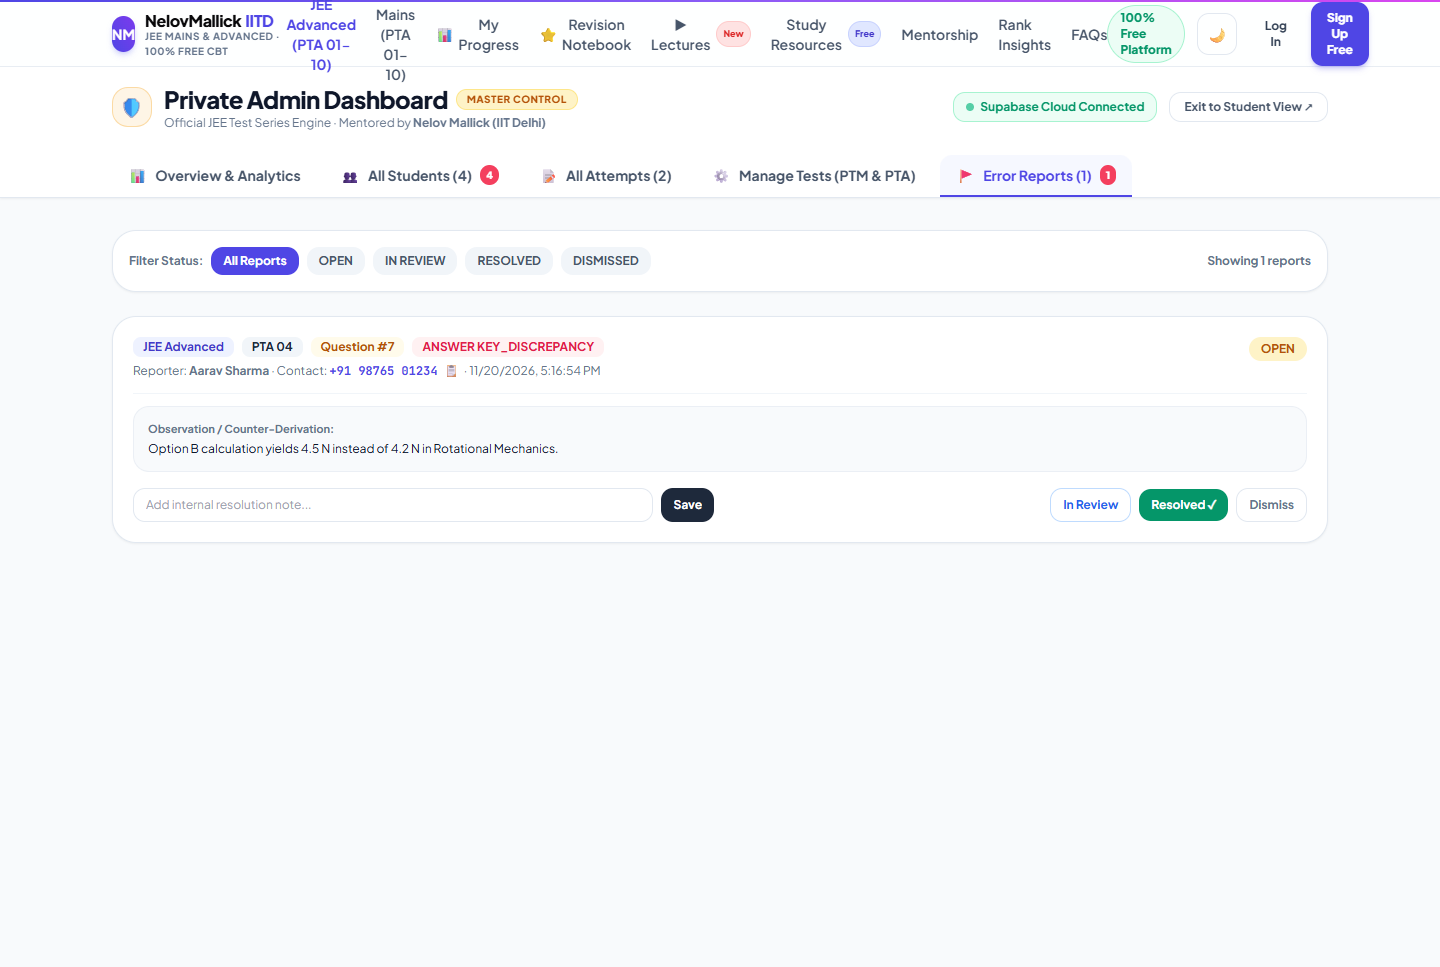 NM
NelovMallick IITD
JEE MAINS & ADVANCED ·
100% FREE CBT
JEE
Advanced
(PTA 01–
10)
Mains
(PTA
01–
10)
My
Progress
Revision
Notebook
▶
Lectures
New
Study
Resources
Free
Mentorship
Rank
Insights
FAQs
100%
Free
Platform
Log
In
Sign
Up
Free
Private Admin Dashboard
MASTER CONTROL
Official JEE Test Series Engine · Mentored by Nelov Mallick (IIT Delhi)
Supabase Cloud Connected
Exit to Student View ↗
Overview & Analytics
All Students (4) 4
All Attempts (2)
Manage Tests (PTM & PTA)
Error Reports (1) 1
Filter Status: All Reports OPEN IN REVIEW RESOLVED DISMISSED
Showing 1 reports
JEE Advanced PTA 04 Question #7 ANSWER KEY_DISCREPANCY
OPEN
Reporter: Aarav Sharma · Contact: +91 98765 01234 · 11/20/2026, 5:16:54 PM
Observation / Counter-Derivation:
Option B calculation yields 4.5 N instead of 4.2 N in Rotational Mechanics.
Add internal resolution note...
Save
In Review
Resolved ✓
Dismiss